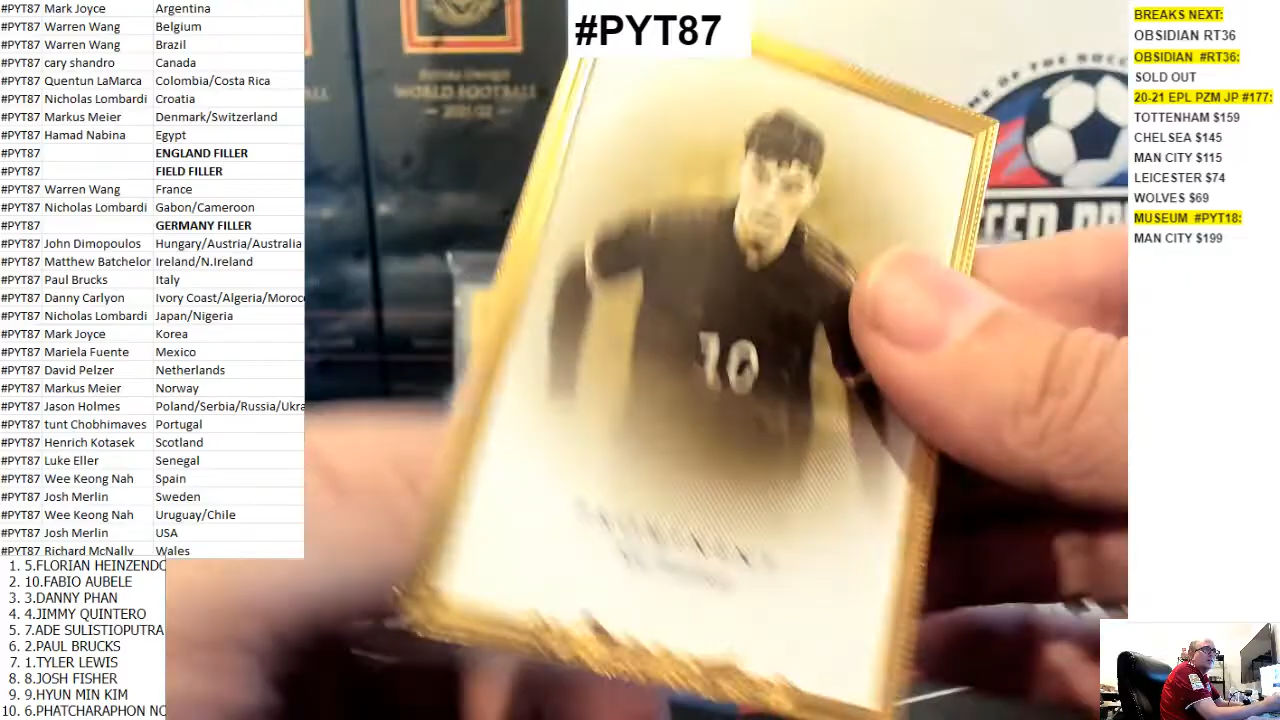 #PYT87 Mark Joyce Argentina
#PYT87 Warren Wang Belgium
#PYT87 Warren Wang Brazil
#PYT87 cary shandro Canada
#PYT87 Quentun LaMarca Colombia/Costa Rica
#PYT87 Nicholas Lombardi Croatia
#PYT87 Markus Meier Denmark/Switzerland
#PYT87 Hamad Nabina Egypt
#PYT87 ENGLAND FILLER
#PYT87 FIELD FILLER
#PYT87 Warren Wang France
#PYT87 Nicholas Lombardi Gabon/Cameroon
#PYT87 GERMANY FILLER
#PYT87 John Dimopoulos Hungary/Austria/Australia
#PYT87 Matthew Batchelor Ireland/N.Ireland
#PYT87 Paul Brucks Italy
#PYT87 Danny Carlyon Ivory Coast/Algeria/Moroc
#PYT87 Nicholas Lombardi Japan/Nigeria
#PYT87 Mark Joyce Korea
#PYT87 Mariela Fuente Mexico
#PYT87 David Pelzer Netherlands
#PYT87 Markus Meier Norway
#PYT87 Jason Holmes Poland/Serbia/Russia/Ukra
#PYT87 tunt Chobhimaves Portugal
#PYT87 Henrich Kotasek Scotland
#PYT87 Luke Eller Senegal
#PYT87 Wee Keong Nah Spain
#PYT87 Josh Merlin Sweden
#PYT87 Wee Keong Nah Uruguay/Chile
#PYT87 Josh Merlin USA
#PYT87 Richard McNally Wales
1. 5.FLORIAN HEINZENDO
2. 10.FABIO AUBELE
3. 3.DANNY PHAN
4. 4.JIMMY QUINTERO
5. 7.ADE SULISTIOPUTRA
6. 2.PAUL BRUCKS
7. 1.TYLER LEWIS
8. 8.JOSH FISHER
9. 9.HYUN MIN KIM
10. 6.PHATCHARAPHON NO
#PYT87
WORLD FOOTBALL
2021/22
10
BREAKS NEXT:
OBSIDIAN RT36
OBSIDIAN #RT36:
SOLD OUT
20-21 EPL PZM JP #177:
TOTTENHAM $159
CHELSEA $145
MAN CITY $115
LEICESTER $74
WOLVES $69
MUSEUM #PYT18:
MAN CITY $199